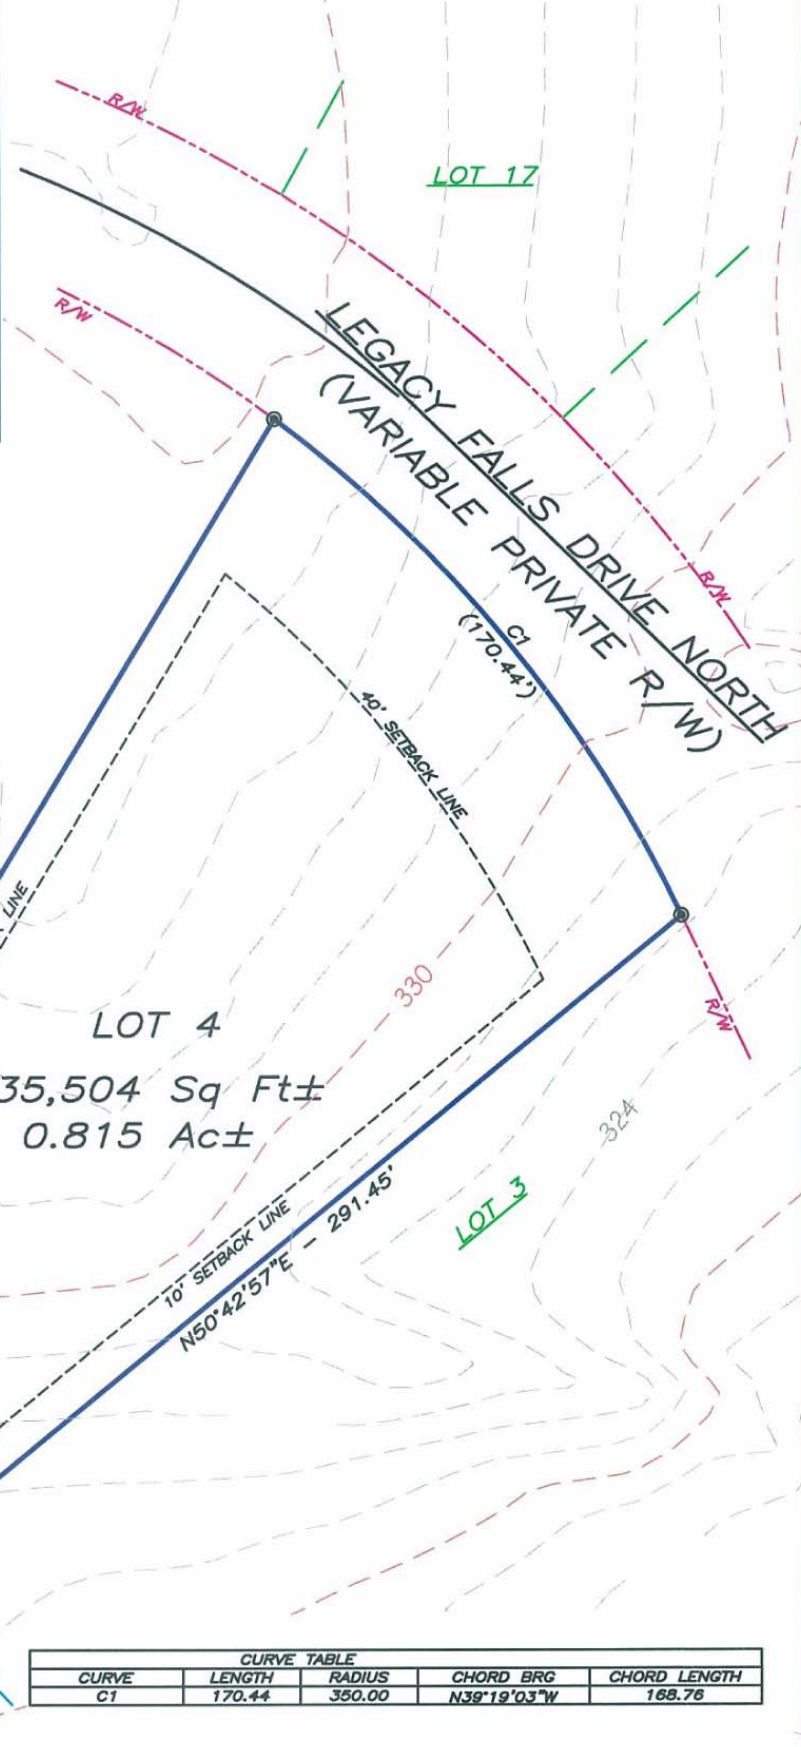 R/W
LOT 17
R/W
LEGACY FALLS DRIVE NORTH
(VARIABLE PRIVATE R/W)
R/W
C1
(170.44')
40' SETBACK LINE
LINE
330
R/W
LOT 4
35,504 Sq Ft±
0.815 Ac±
324
LOT 3
10' SETBACK LINE
N50°42'57"E - 291.45'
CURVE TABLE
CURVE LENGTH RADIUS CHORD BRG CHORD LENGTH
C1 170.44 350.00 N39°19'03"W 168.76